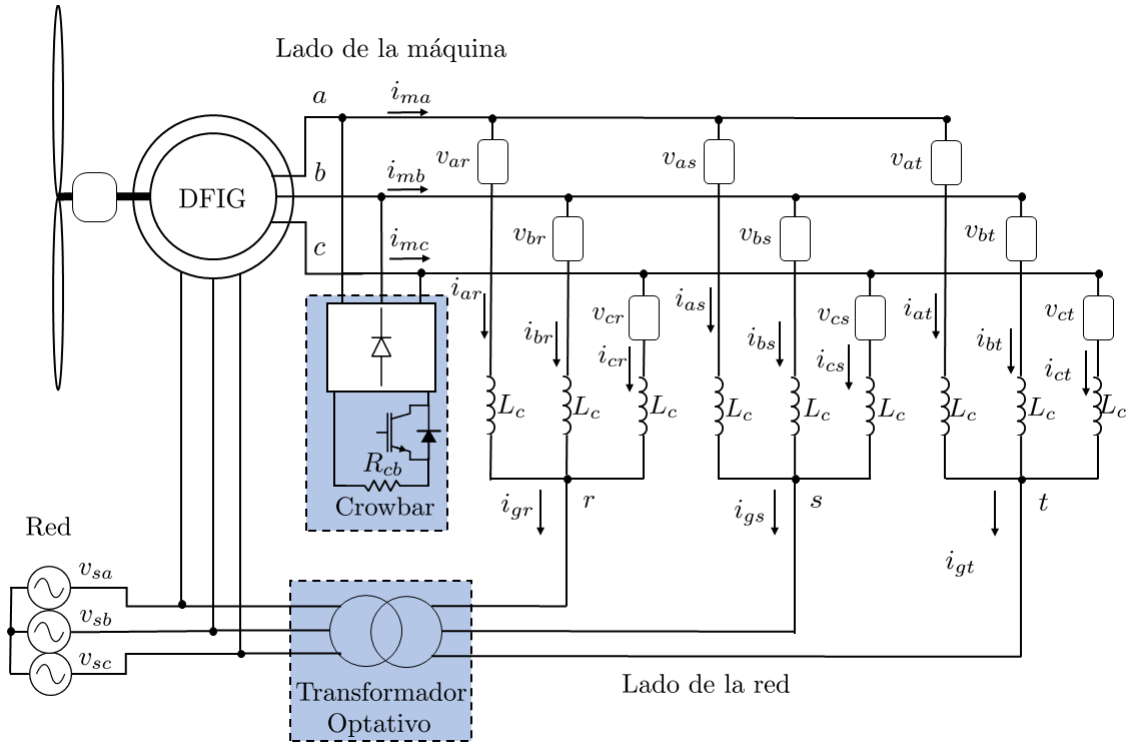 Lado de la máquina
a
i_ma
b
i_mb
c
i_mc
DFIG
v_ar
v_as
v_at
v_br
v_bs
v_bt
v_cr
v_cs
v_ct
i_ar
i_br
i_cr
i_as
i_bs
i_cs
i_at
i_bt
i_ct
L_c
L_c
L_c
L_c
L_c
L_c
L_c
L_c
L_c
R_cb
Crowbar
i_gr
r
i_gs
s
i_gt
t
Red
v_sa
v_sb
v_sc
Transformador
Optativo
Lado de la red